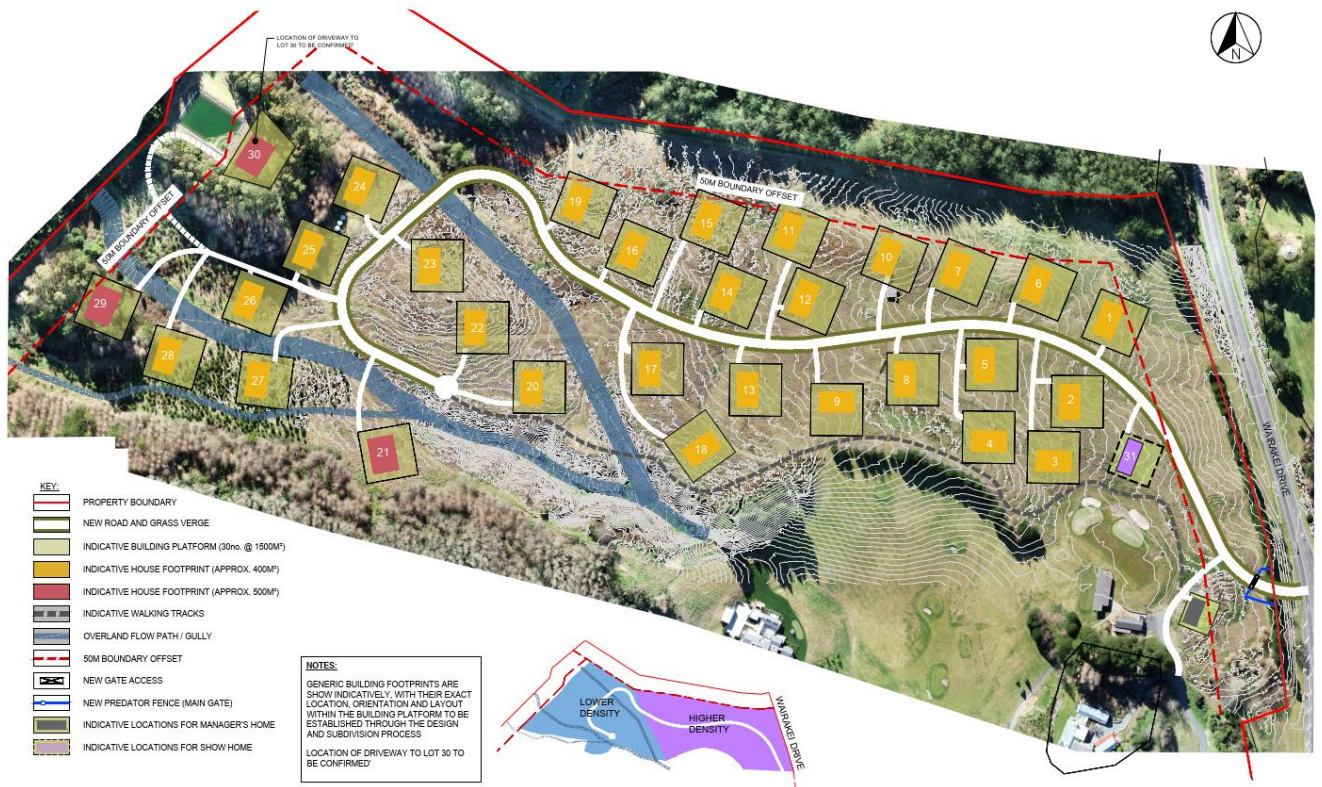 LOCATION OF DRIVEWAY TO
LOT 30 TO BE CONFIRMED'
N
30
24
19
15
11
10
7
6
1
50M BOUNDARY OFFSET
50M BOUNDARY OFFSET
25
23
16
14
12
29
26
22
28
27
20
17
13
9
8
5
2
21
18
4
3
31
WAIRAKEI DRIVE
KEY:
PROPERTY BOUNDARY
NEW ROAD AND GRASS VERGE
INDICATIVE BUILDING PLATFORM (30no. @ 1500M²)
INDICATIVE HOUSE FOOTPRINT (APPROX. 400M²)
INDICATIVE HOUSE FOOTPRINT (APPROX. 500M²)
INDICATIVE WALKING TRACKS
OVERLAND FLOW PATH / GULLY
50M BOUNDARY OFFSET
NEW GATE ACCESS
NEW PREDATOR FENCE (MAIN GATE)
INDICATIVE LOCATIONS FOR MANAGER'S HOME
INDICATIVE LOCATIONS FOR SHOW HOME
NOTES:
GENERIC BUILDING FOOTPRINTS ARE
SHOW INDICATIVELY, WITH THEIR EXACT
LOCATION, ORIENTATION AND LAYOUT
WITHIN THE BUILDING PLATFORM TO BE
ESTABLISHED THROUGH THE DESIGN
AND SUBDIVISION PROCESS
LOCATION OF DRIVEWAY TO LOT 30 TO
BE CONFIRMED'
LOWER
DENSITY
HIGHER
DENSITY
WAIRAKEI DRIVE